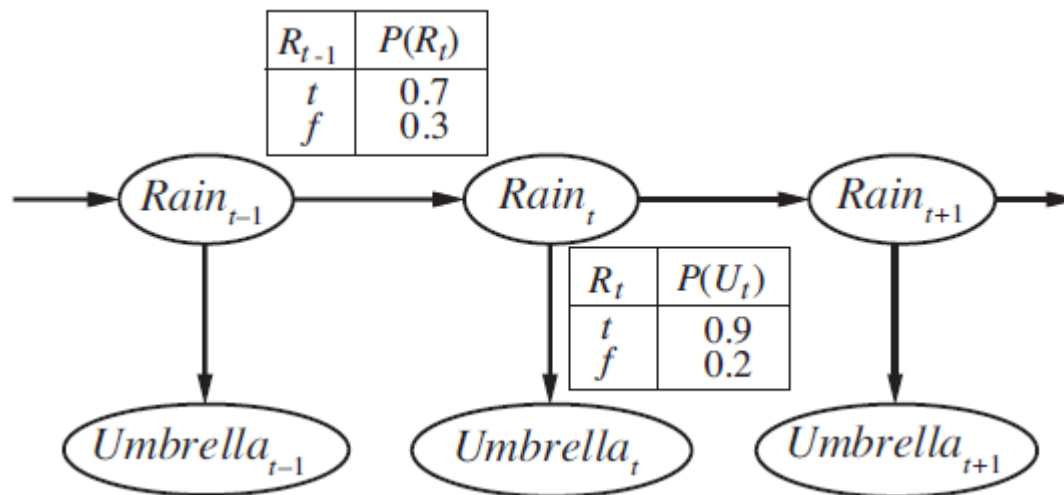 R_{t-1} P(R_t)
t 0.7
f 0.3
Rain_{t-1} Rain_t Rain_{t+1}
R_t P(U_t)
t 0.9
f 0.2
Umbrella_{t-1} Umbrella_t Umbrella_{t+1}